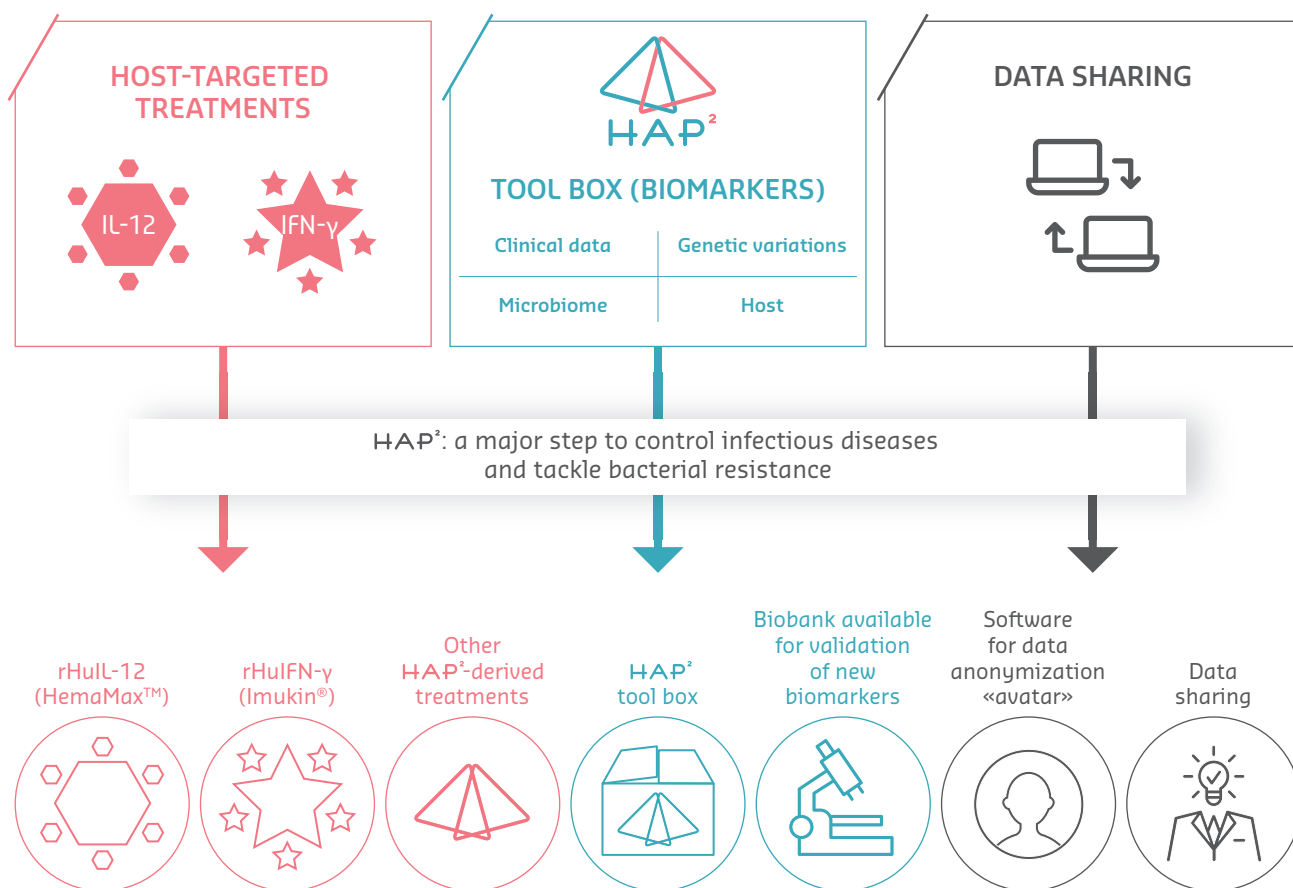 HOST-TARGETED
TREATMENTS
IL-12
IFN-γ
HAP²
TOOL BOX (BIOMARKERS)
Clinical data
Genetic variations
Microbiome
Host
DATA SHARING
HAP²: a major step to control infectious diseases
and tackle bacterial resistance
rHuIL-12
(HemaMax™)
rHuIFN-γ
(Imukin®)
Other
HAP²-derived
treatments
HAP²
tool box
Biobank available
for validation
of new
biomarkers
Software
for data
anonymization
«avatar»
Data
sharing